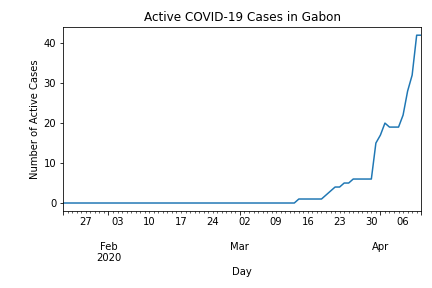 Active COVID-19 Cases in Gabon
40
30
20
10
0
Number of Active Cases
27 03 10 17 24 02 09 16 23 30 06
Feb Mar Apr
2020
Day